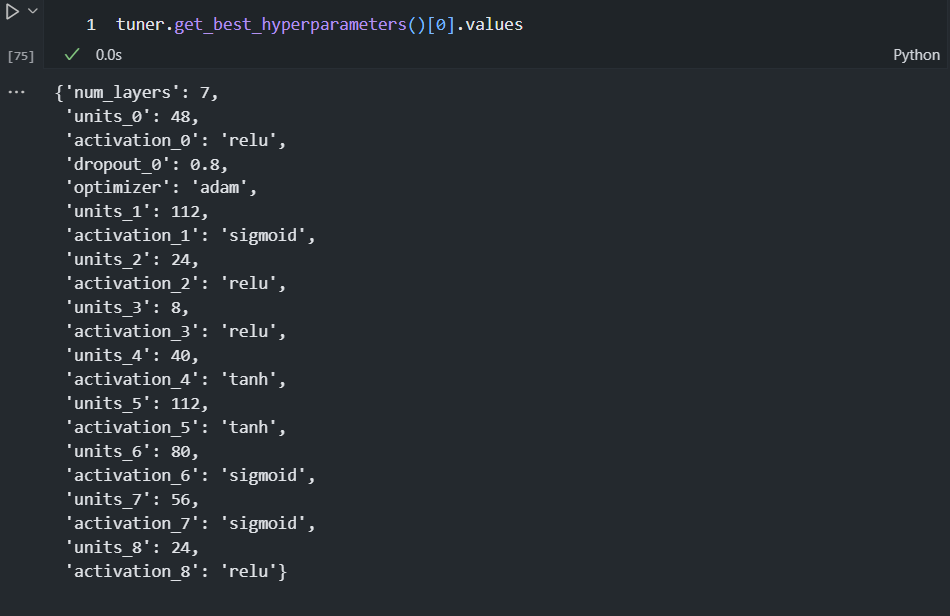 1 tuner.get_best_hyperparameters()[0].values
[75] 0.0s Python
... {'num_layers': 7,
'units_0': 48,
'activation_0': 'relu',
'dropout_0': 0.8,
'optimizer': 'adam',
'units_1': 112,
'activation_1': 'sigmoid',
'units_2': 24,
'activation_2': 'relu',
'units_3': 8,
'activation_3': 'relu',
'units_4': 40,
'activation_4': 'tanh',
'units_5': 112,
'activation_5': 'tanh',
'units_6': 80,
'activation_6': 'sigmoid',
'units_7': 56,
'activation_7': 'sigmoid',
'units_8': 24,
'activation_8': 'relu'}